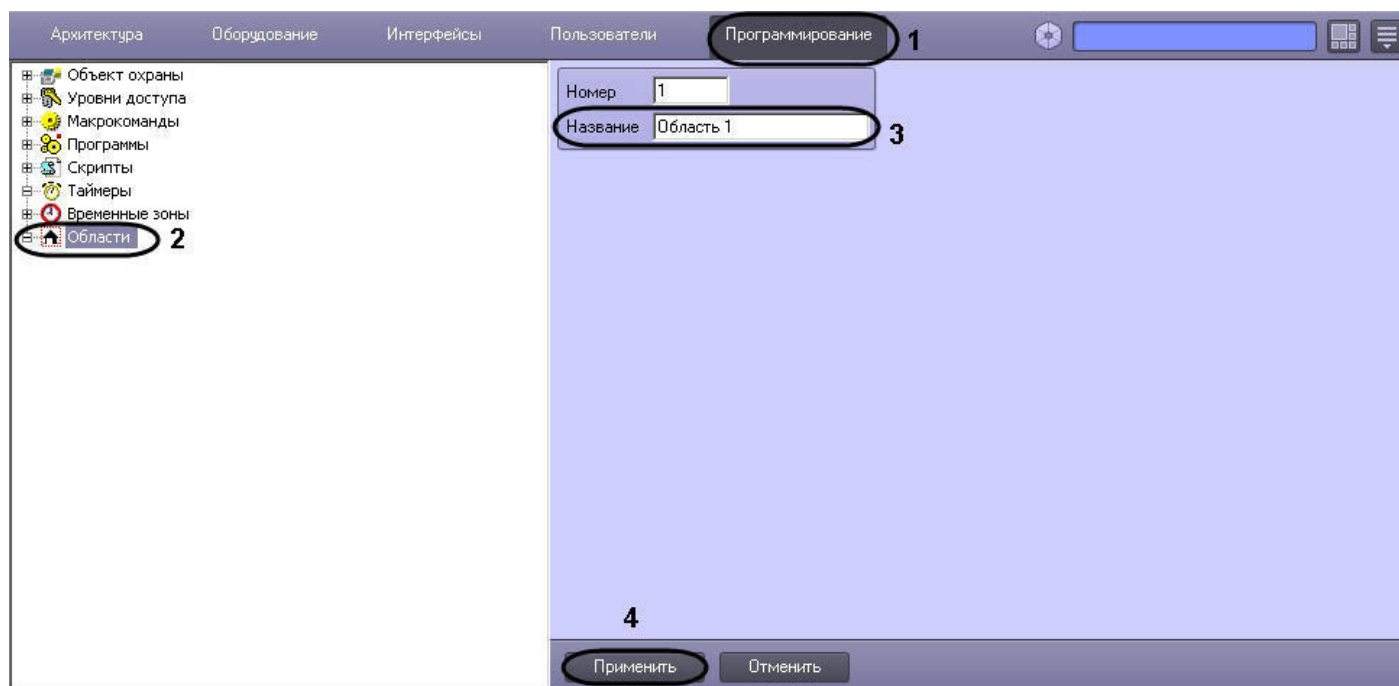 Архитектура Оборудование Интерфейсы Пользователи Программирование 1
Объект охраны
Уровни доступа
Макрокоманды
Программы
Скрипты
Таймеры
Временные зоны
Области 2
Номер 1
Название Область 1 3
4
Применить Отменить